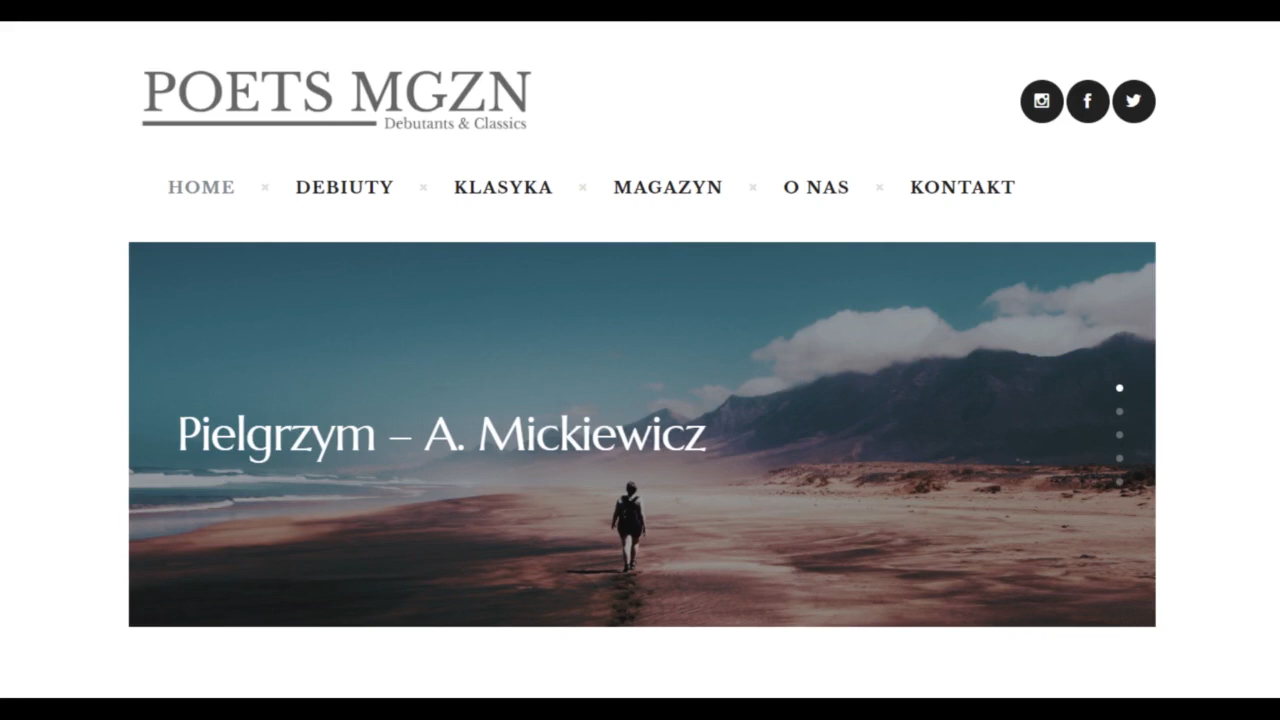 POETS MGZN
Debutants & Classics
HOME × DEBIUTY × KLASYKA × MAGAZYN × O NAS × KONTAKT
Pielgrzym – A. Mickiewicz